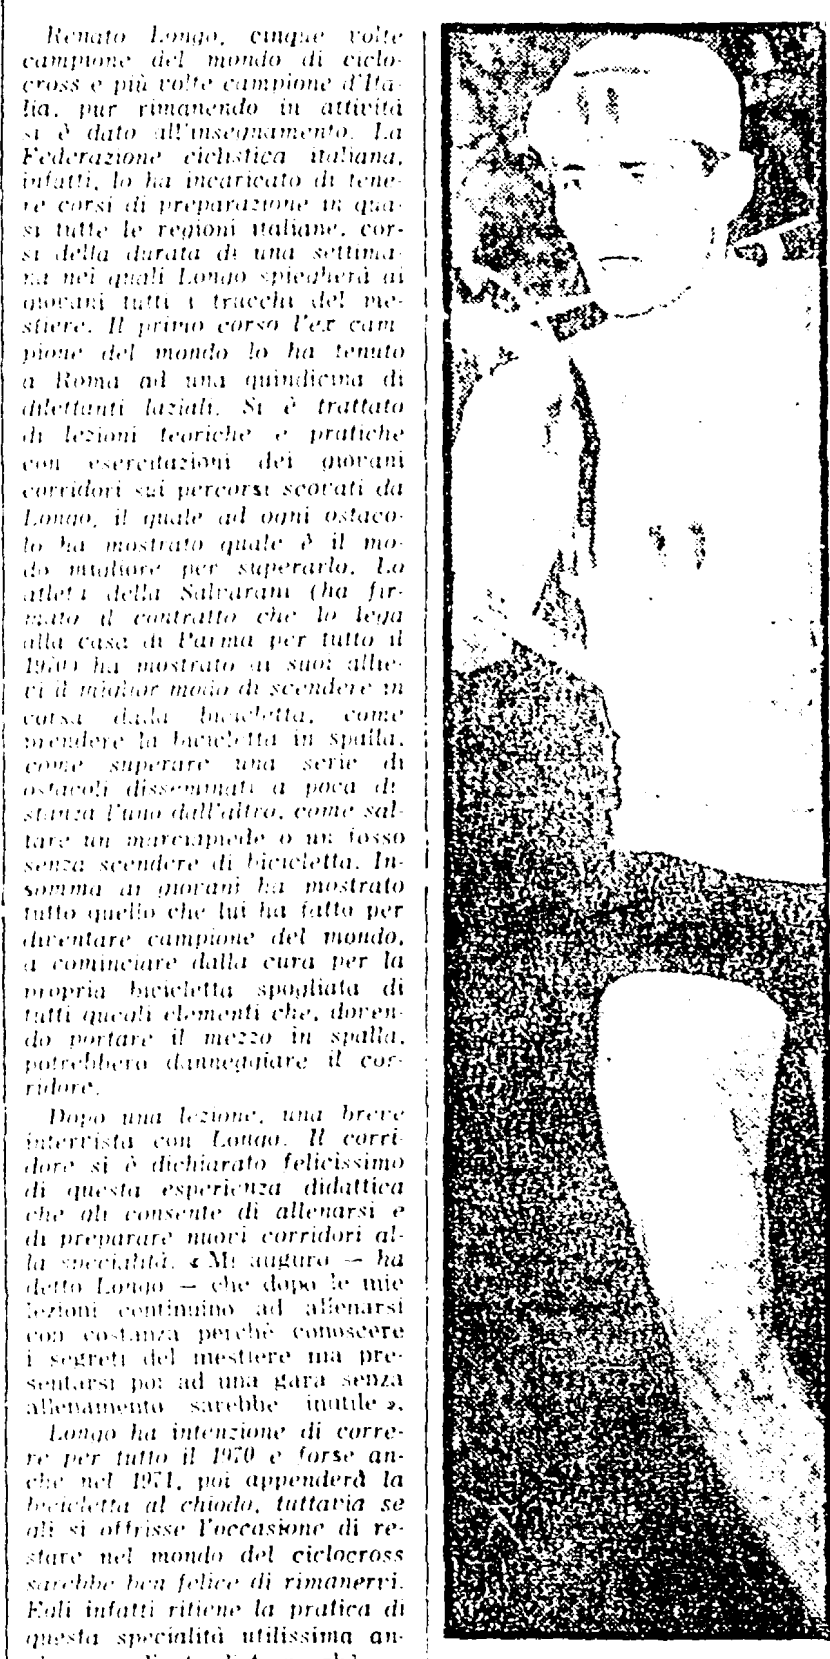 Renato Longo, cinque volte
campione del mondo di ciclo-
cross e più volte campione d'Ita-
lia, pur rimanendo in attività
si è dato all'insegnamento. La
Federazione ciclistica italiana,
infatti, lo ha incaricato di tene-
re corsi di preparazione in qua-
si tutte le regioni italiane, cor-
si della durata di una settima-
na nei quali Longo spiegherà ai
giovani tutti i trucchi del me-
stiere. Il primo corso l'ex cam-
pione del mondo lo ha tenuto
a Roma ad una quindicina di
dilettanti laziali. Si è trattato
di lezioni teoriche e pratiche
con esercitazioni dei giovani
corridori sui percorsi scovati da
Longo, il quale ad ogni ostaco-
lo ha mostrato quale è il mo-
do migliore per superarlo. Lo
atleta della Salvarani (ha fir-
mato il contratto che lo lega
alla casa di Parma per tutto il
1970) ha mostrato ai suoi allie-
vi il miglior modo di scendere in
corsa dalla bicicletta, come
prendere la bicicletta in spalla,
come superare una serie di
ostacoli disseminati a poca di-
stanza l'uno dall'altro, come sal-
tare un marciapiede o un fosso
senza scendere di bicicletta. In-
somma ai giovani ha mostrato
tutto quello che lui ha fatto per
diventare campione del mondo,
a cominciare dalla cura per la
propria bicicletta spogliata di
tutti quegli elementi che, doven-
do portare il mezzo in spalla,
potrebbero danneggiare il cor-
ridore.
Dopo una lezione, una breve
intervista con Longo. Il corri-
dore si è dichiarato felicissimo
di questa esperienza didattica
che gli consente di allenarsi e
di preparare nuovi corridori al-
la specialità. « Mi auguro — ha
detto Longo — che dopo le mie
lezioni continuino ad allenarsi
con costanza perchè conoscere
i segreti del mestiere ma pre-
sentarsi poi ad una gara senza
allenamento sarebbe inutile ».
Longo ha intenzione di corre-
re per tutto il 1970 e forse an-
che nel 1971, poi appenderà la
bicicletta al chiodo, tuttavia se
gli si offrisse l'occasione di re-
stare nel mondo del ciclocross
sarebbe ben felice di rimanervi.
Egli infatti ritiene la pratica di
questa specialità utilissima an-